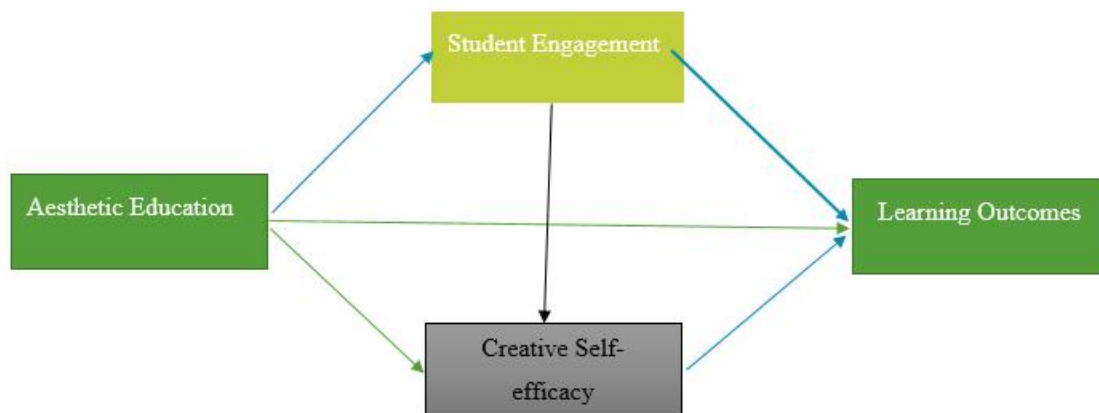 Student Engagement
Aesthetic Education
Learning Outcomes
Creative Self-
efficacy